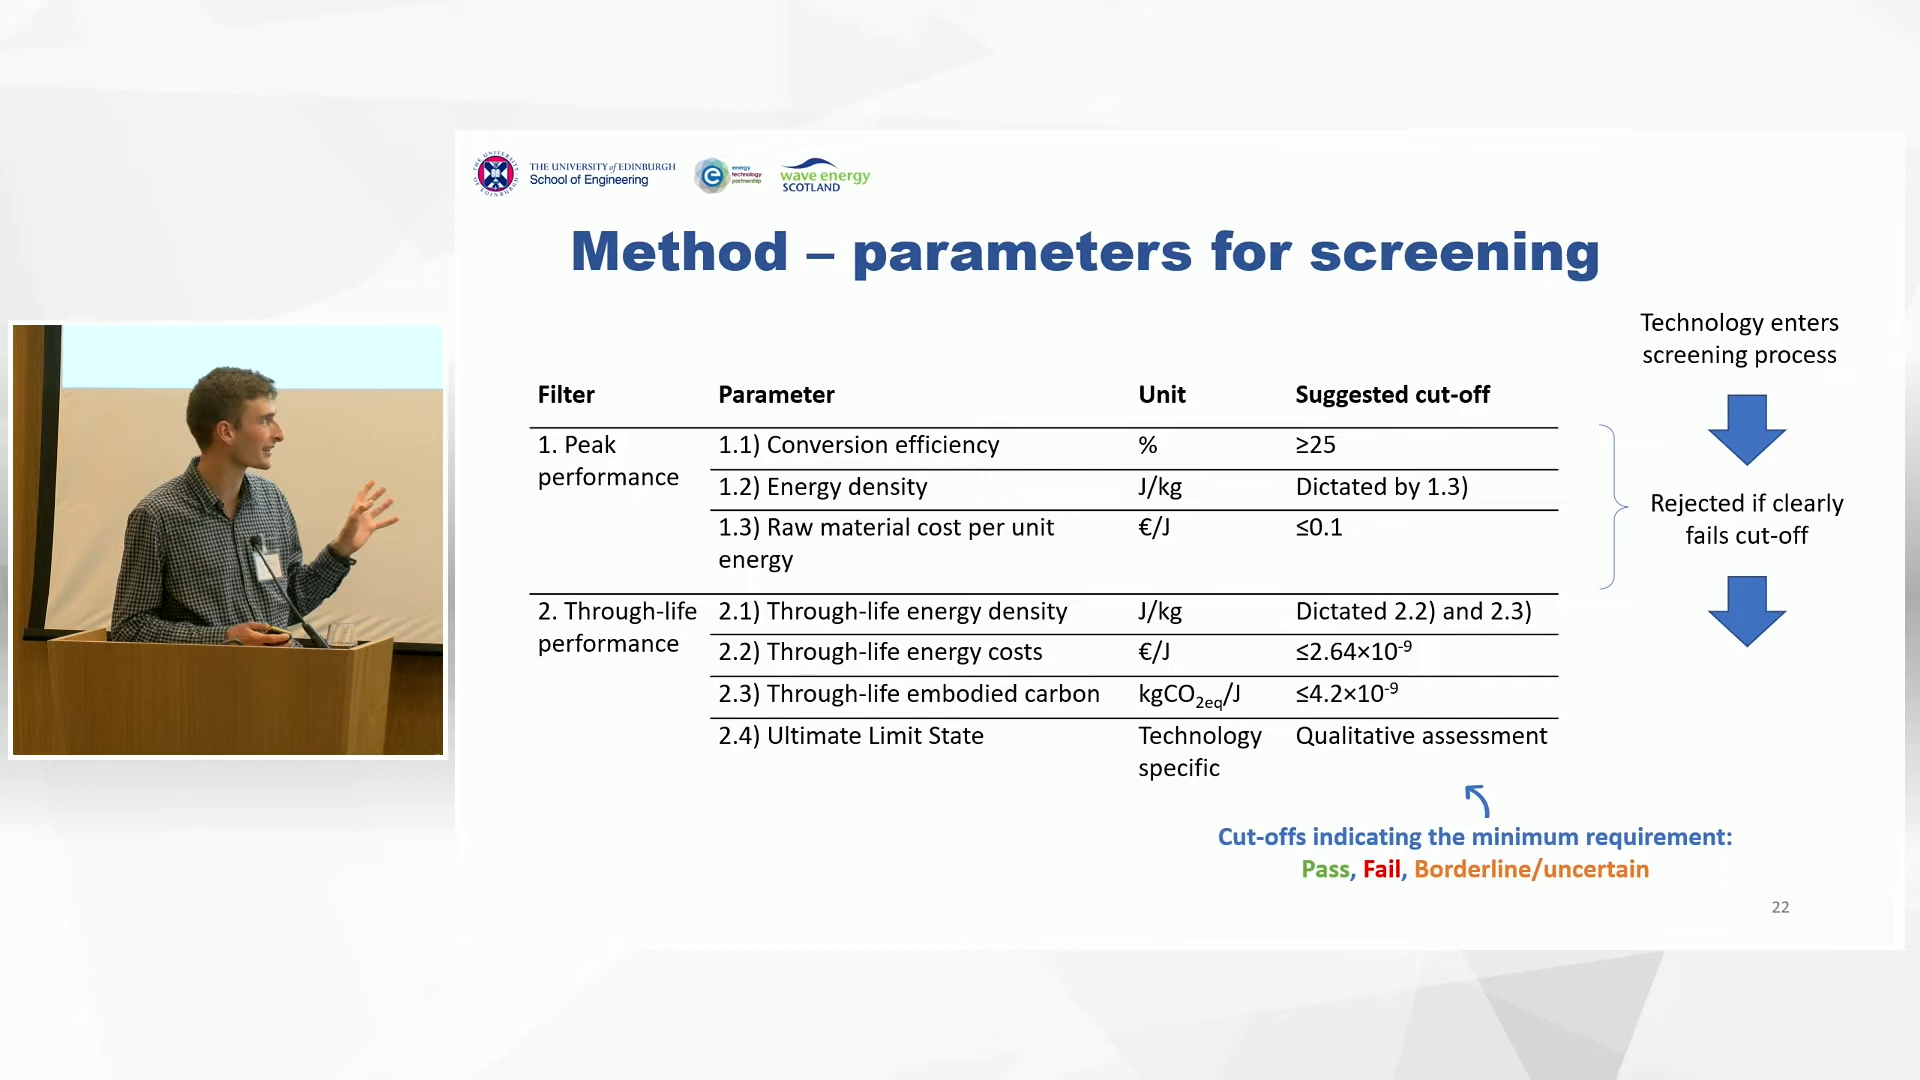 THE UNIVERSITY of EDINBURGH
School of Engineering
energy
technology
partnership
wave energy
SCOTLAND
Method – parameters for screening
Technology enters
screening process
Filter Parameter Unit Suggested cut-off
1. Peak
performance
1.1) Conversion efficiency % ≥25
1.2) Energy density J/kg Dictated by 1.3)
1.3) Raw material cost per unit
energy
€/J ≤0.1
Rejected if clearly
fails cut-off
2. Through-life
performance
2.1) Through-life energy density J/kg Dictated 2.2) and 2.3)
2.2) Through-life energy costs €/J ≤2.64×10⁻⁹
2.3) Through-life embodied carbon kgCO₂eq/J ≤4.2×10⁻⁹
2.4) Ultimate Limit State Technology
specific
Qualitative assessment
Cut-offs indicating the minimum requirement:
Pass, Fail, Borderline/uncertain
22